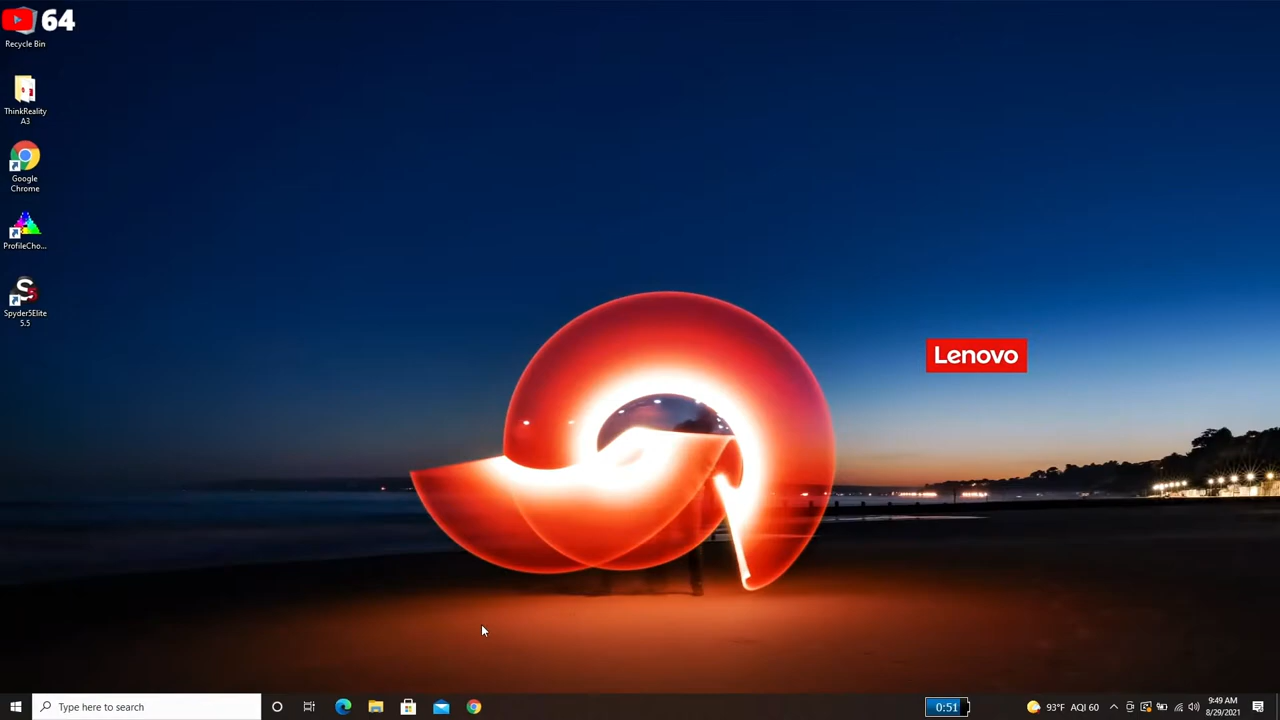 64
Recycle Bin
ThinkReality
A3
Google
Chrome
ProfileCho...
Spyder5Elite
5.5
Lenovo
Type here to search
0:51
93°F AQI 60
9:49 AM
8/29/2021